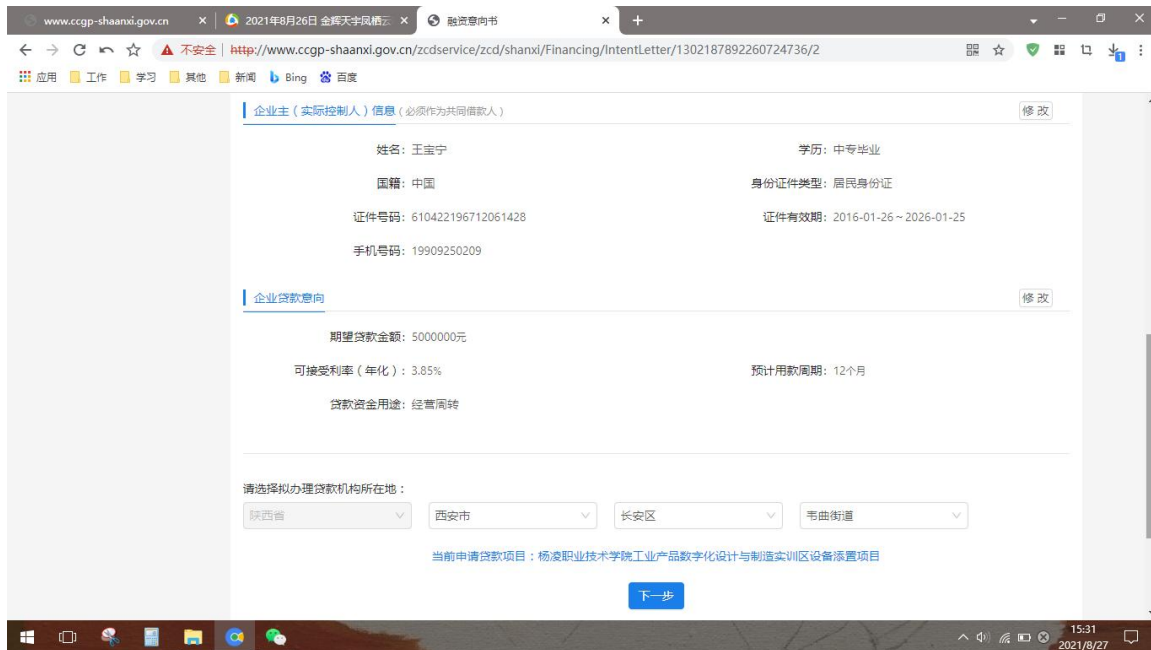 www.ccgp-shaanxi.gov.cn
2021年8月26日 金辉天宇凤栖云
融资意向书
不安全 http://www.ccgp-shaanxi.gov.cn/zcdservice/zcd/shanxi/Financing/IntentLetter/1302187892260724736/2
应用 工作 学习 其他 新闻 Bing 百度
企业主（实际控制人）信息（必须作为共同借款人） 修改
姓名：王宝宁 学历：中专毕业
国籍：中国 身份证件类型：居民身份证
证件号码：610422196712061428 证件有效期：2016-01-26～2026-01-25
手机号码：19909250209
企业贷款意向 修改
期望贷款金额：5000000元
可接受利率（年化）：3.85% 预计用款周期：12个月
贷款资金用途：经营周转
请选择拟办理贷款机构所在地：
陕西省 西安市 长安区 韦曲街道
当前申请贷款项目：杨凌职业技术学院工业产品数字化设计与制造实训区设备添置项目
下一步
15:31
2021/8/27